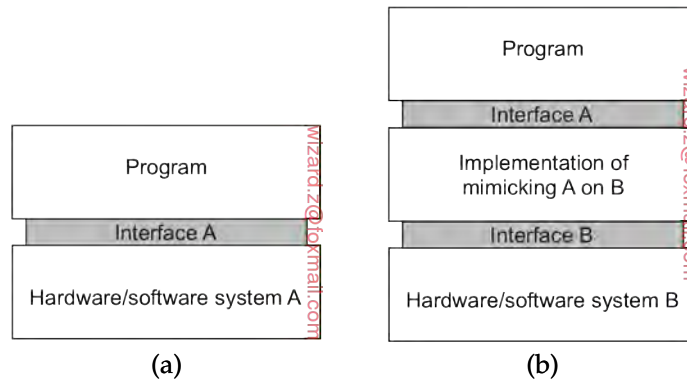 Program
Interface A
Hardware/software system A
(a)
wizard.z@foxmail.com
Program
Interface A
Implementation of
mimicking A on B
Interface B
Hardware/software system B
(b)